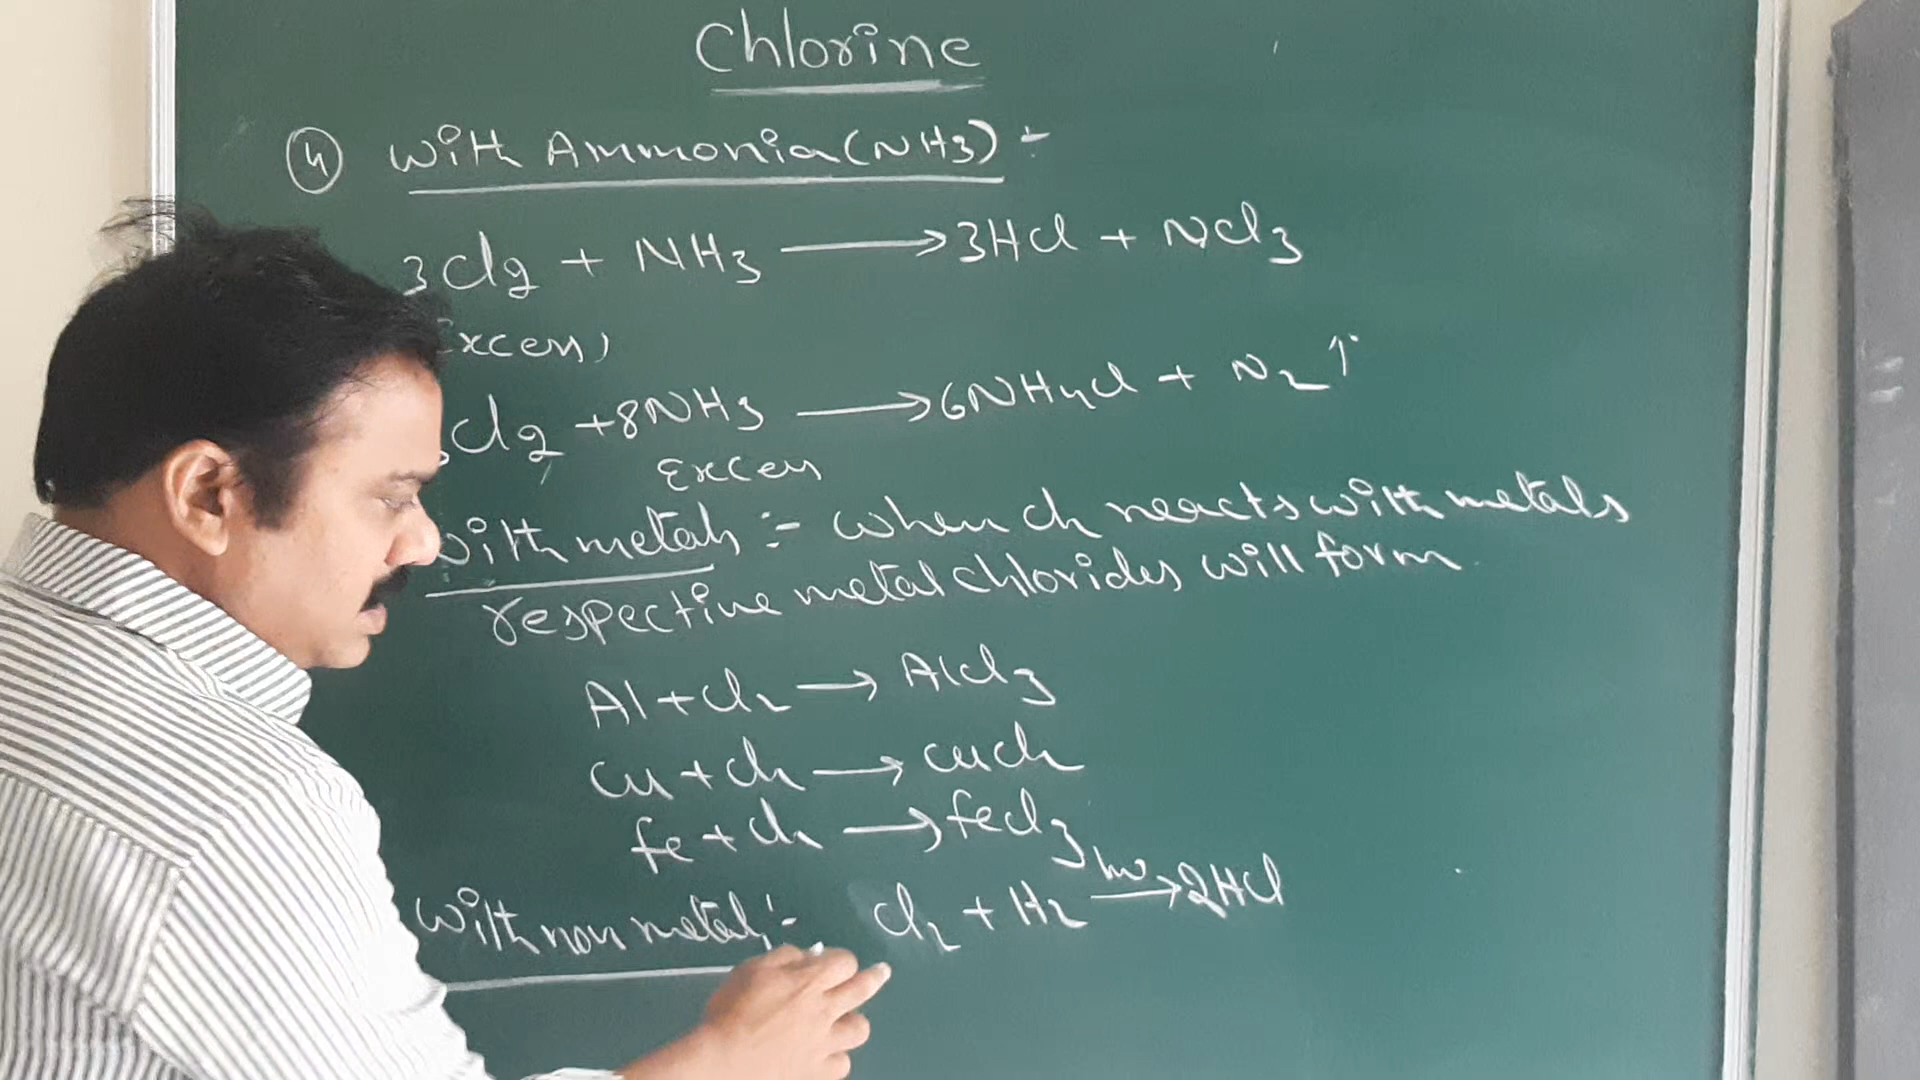 Chlorine
4 With Ammonia (NH3) :-
3Cl2 + NH3 ⟶ 3HCl + NCl3
Excess)
Cl2 + 8NH3 ⟶ 6NH4Cl + N2↑
Excess
With metals :- when Cl2 reacts with metals
respective metal chlorides will form
Al + Cl2 ⟶ AlCl3
Cu + Cl2 ⟶ CuCl2
Fe + Cl2 ⟶ FeCl3
With non metals :- Cl2 + H2 hν⟶ 2HCl